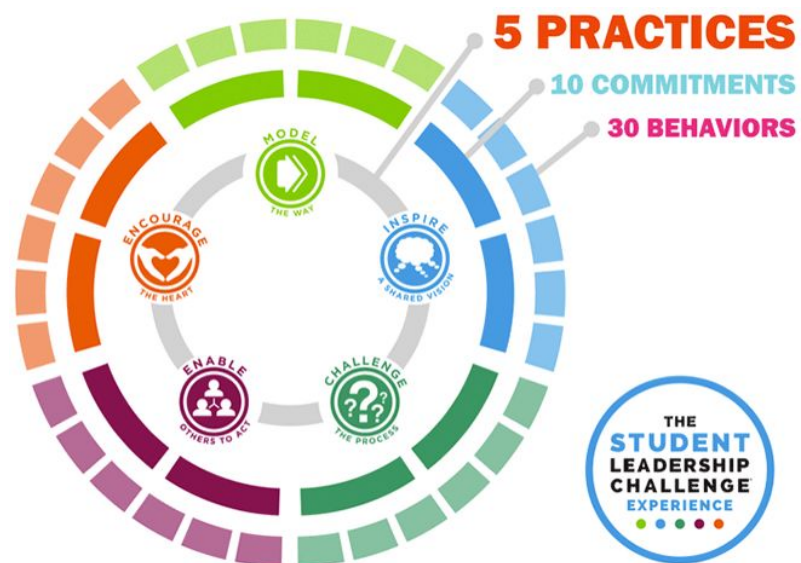 5 PRACTICES
10 COMMITMENTS
30 BEHAVIORS
MODEL
THE WAY
INSPIRE
A SHARED VISION
CHALLENGE
THE PROCESS
ENABLE
OTHERS TO ACT
ENCOURAGE
THE HEART
THE
STUDENT
LEADERSHIP
CHALLENGE
EXPERIENCE